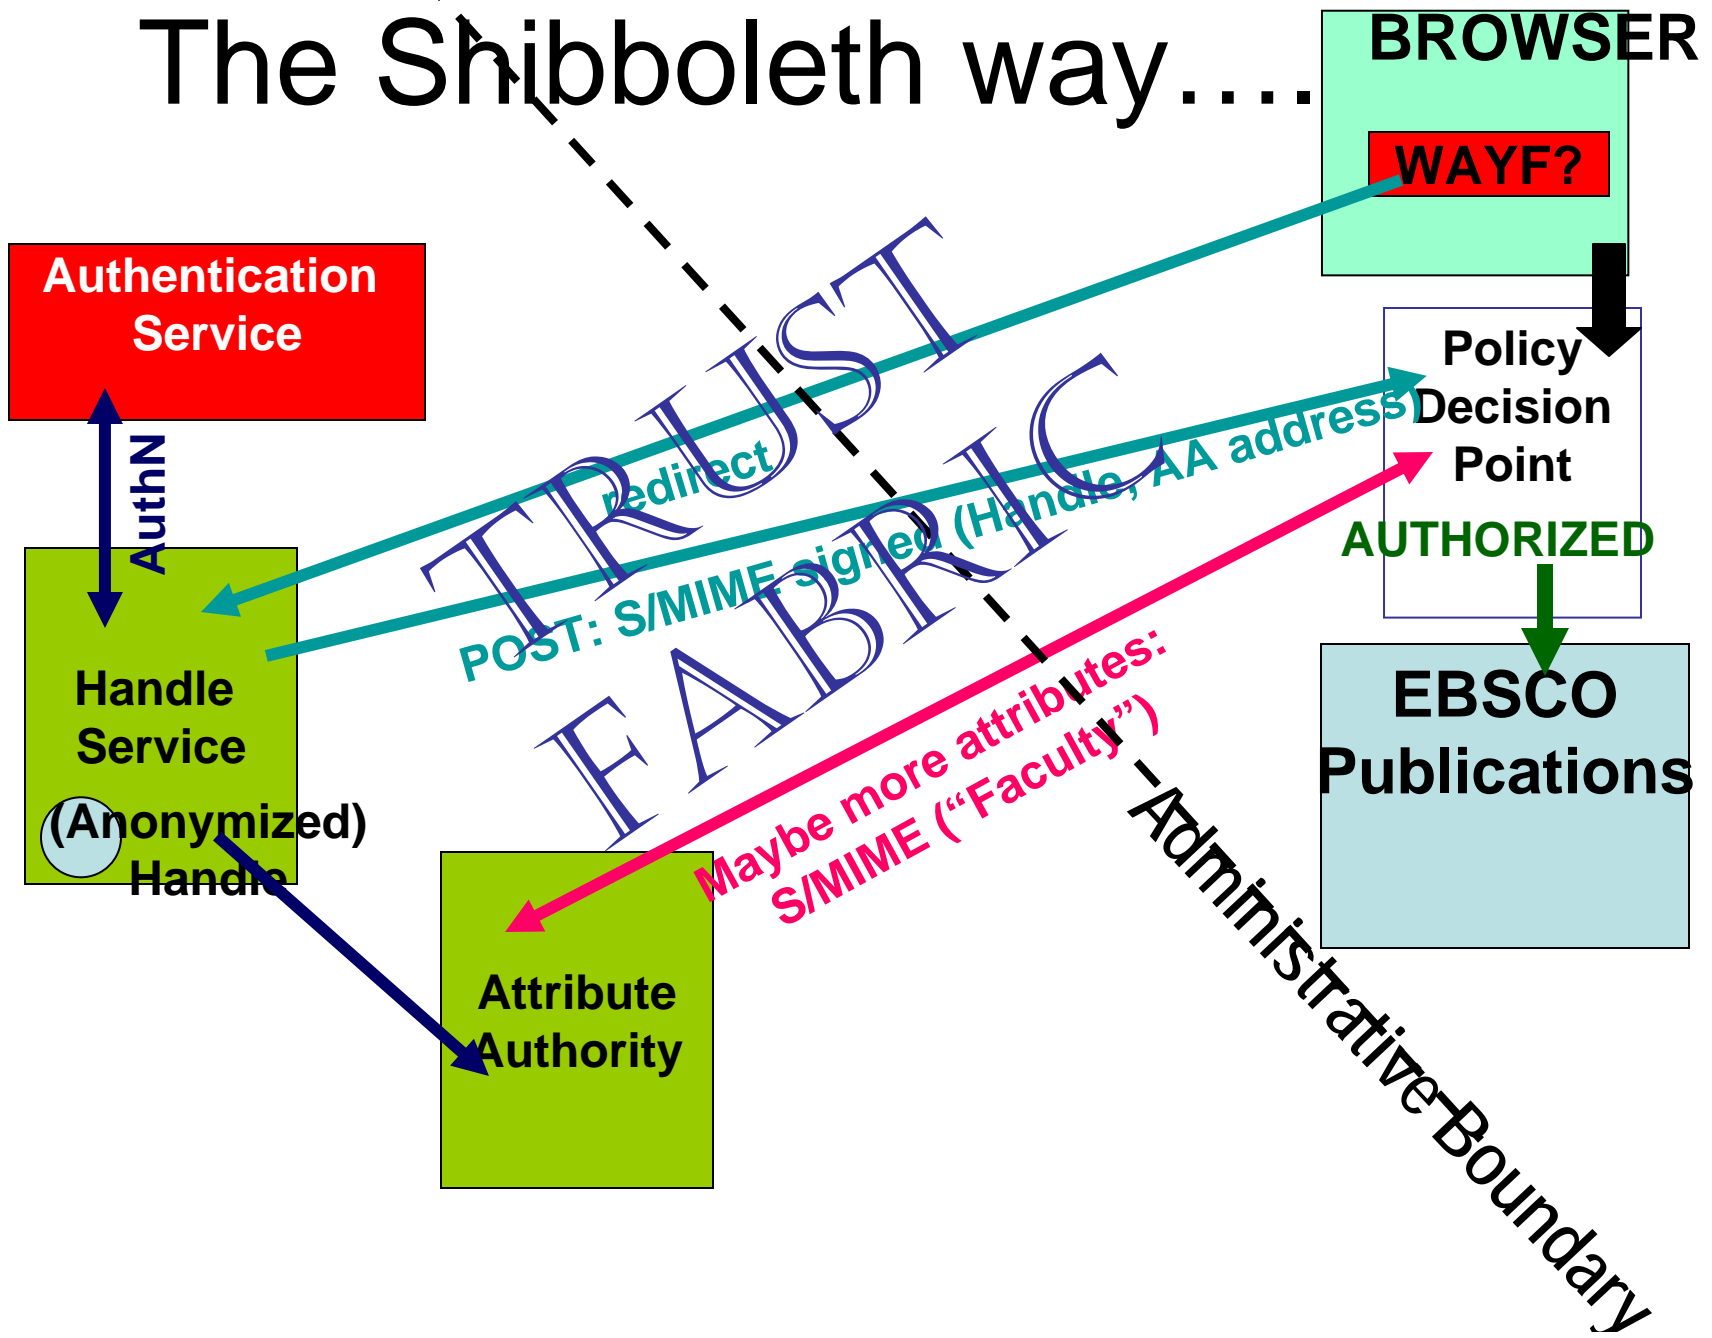 The Shibboleth way….
BROWSER
WAYF?
Authentication
Service
AuthN
Policy
Decision
Point
AUTHORIZED
TRUST
FABRIC
redirect
POST: S/MIME signed (Handle, AA address)
Maybe more attributes:
S/MIME (“Faculty”)
Handle
Service
(Anonymized)
Handle
EBSCO
Publications
Attribute
Authority
Administrative Boundary